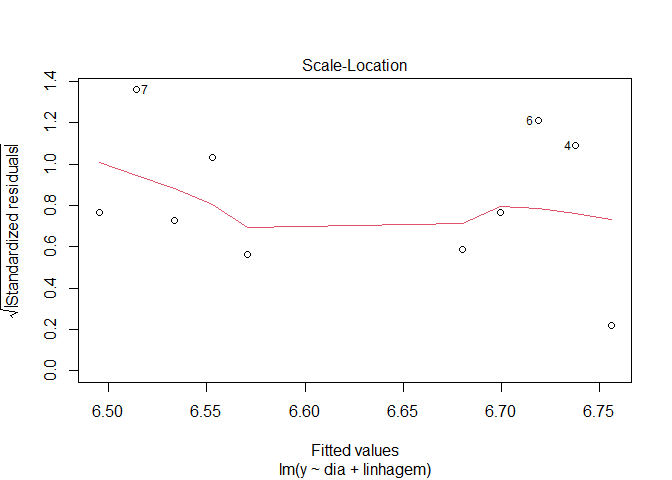 Scale-Location
√|Standardized residuals|
1.4
1.2
1.0
0.8
0.6
0.4
0.2
0.0
7
6
4
6.50 6.55 6.60 6.65 6.70 6.75
Fitted values
lm(y ~ dia + linhagem)